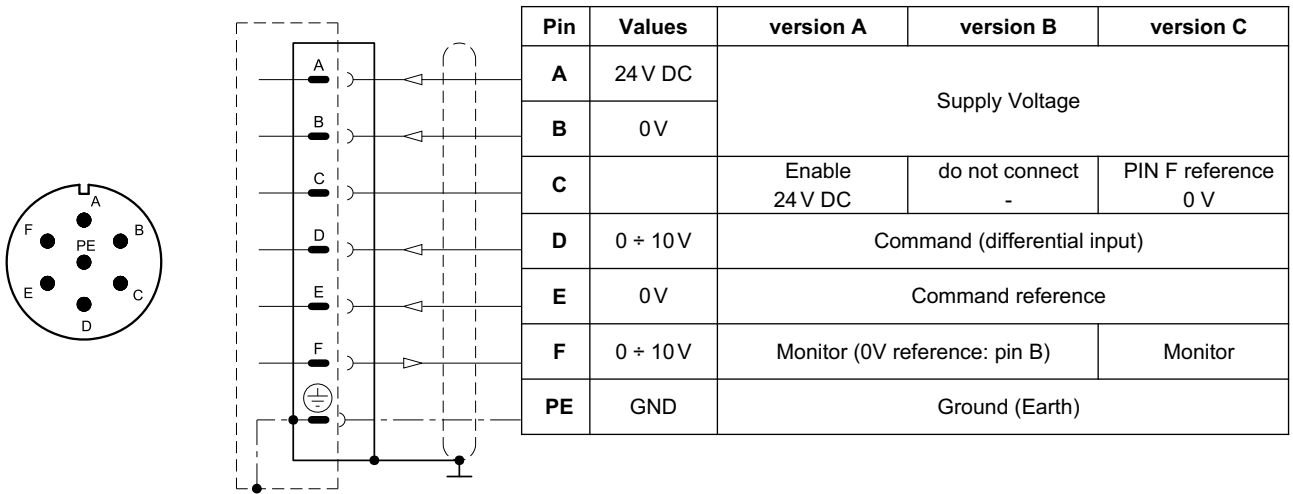 A
F
B
PE
E
C
D
A
B
C
D
E
F
Pin Values version A version B version C
A 24 V DC
Supply Voltage
B 0 V
C Enable do not connect PIN F reference
24 V DC - 0 V
D 0 ÷ 10 V Command (differential input)
E 0 V Command reference
F 0 ÷ 10 V Monitor (0V reference: pin B) Monitor
PE GND Ground (Earth)